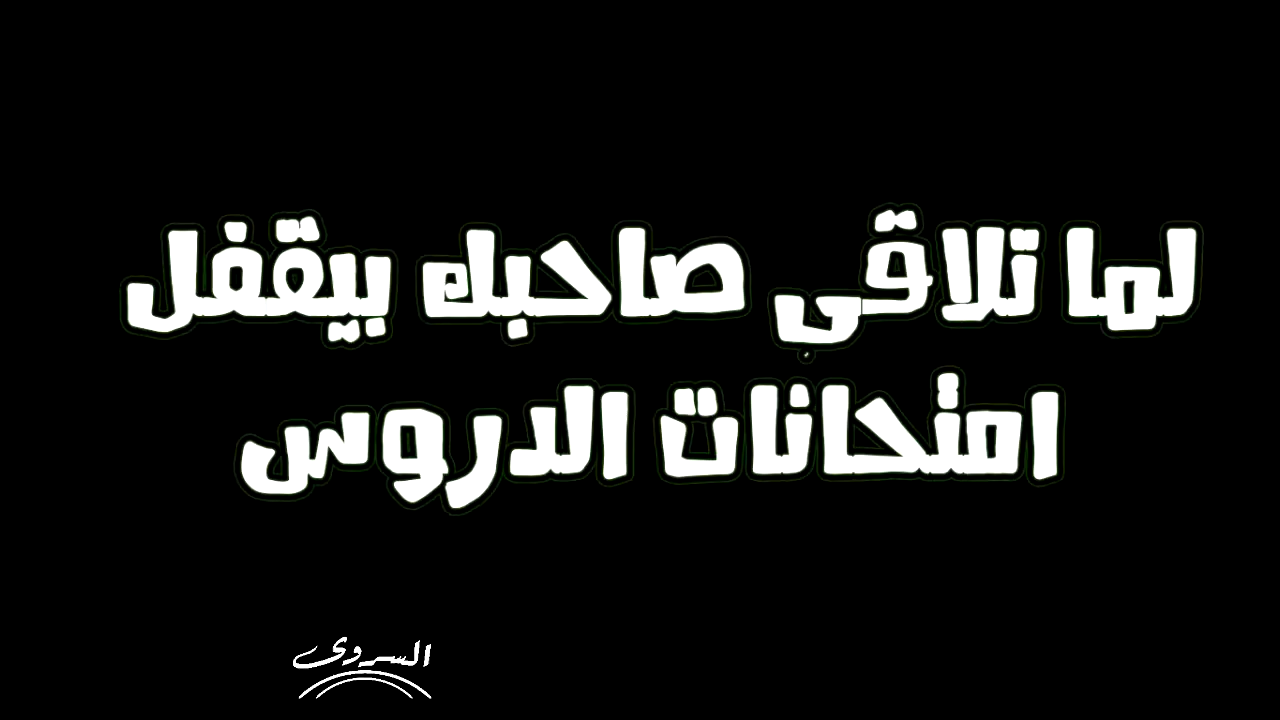 لما تلاقى صاحبك بيقفل
امتحانات الدروس
السروى